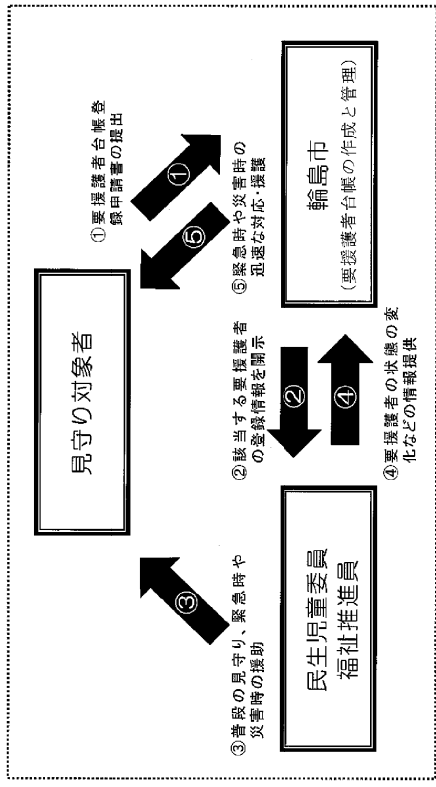 見守り対象者
①要援護者台帳登
録申請書の提出
①
⑤
⑤緊急時や災害時の
迅速な対応・援護
③
③普段の見守り、緊急時や
災害時の援助
②該当する要援護者
の登録情報を開示
②
④
④要援護者の状態の変
化などの情報提供
民生児童委員
福祉推進員
輪島市
(要援護者台帳の作成と管理)